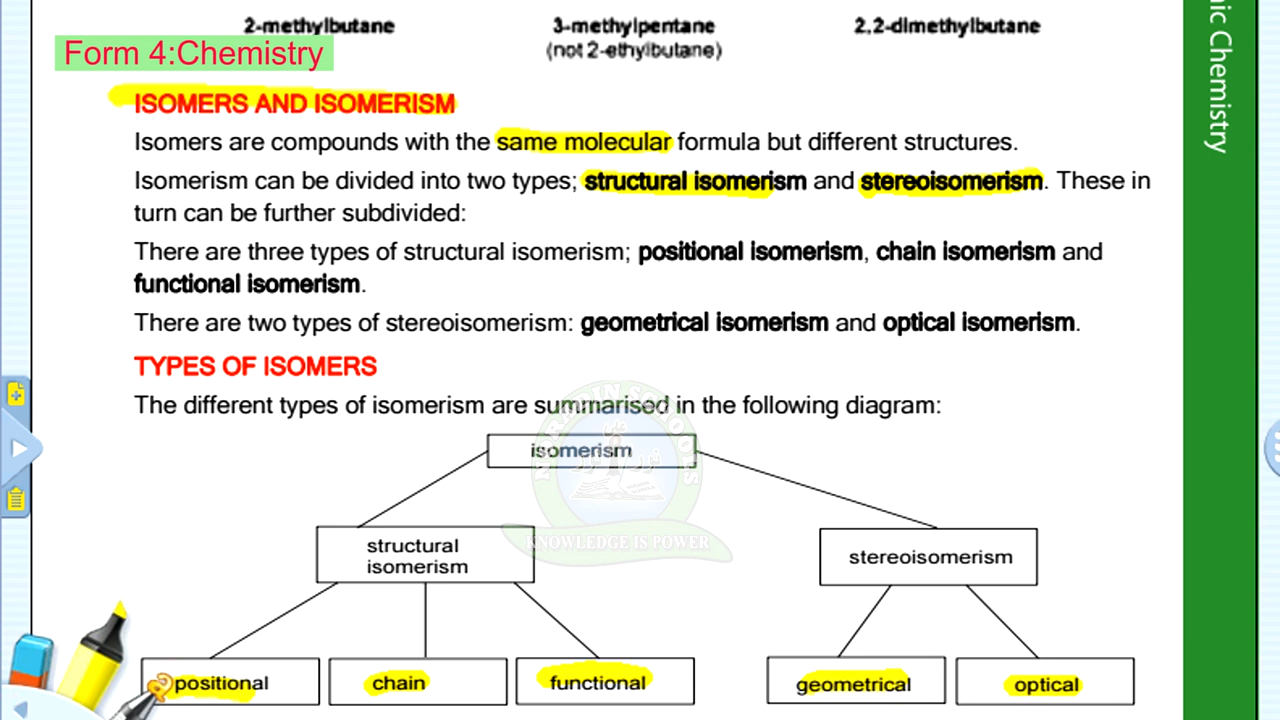 2-methylbutane 3-methylpentane 2,2-dimethylbutane
(not 2-ethylbutane)
Form 4:Chemistry
ISOMERS AND ISOMERISM
Isomers are compounds with the same molecular formula but different structures.
Isomerism can be divided into two types; structural isomerism and stereoisomerism. These in
turn can be further subdivided:
There are three types of structural isomerism; positional isomerism, chain isomerism and
functional isomerism.
There are two types of stereoisomerism: geometrical isomerism and optical isomerism.
TYPES OF ISOMERS
The different types of isomerism are summarised in the following diagram:
isomerism
structural
isomerism
stereoisomerism
positional chain functional geometrical optical
KNOWLEDGE IS POWER
Chemistry